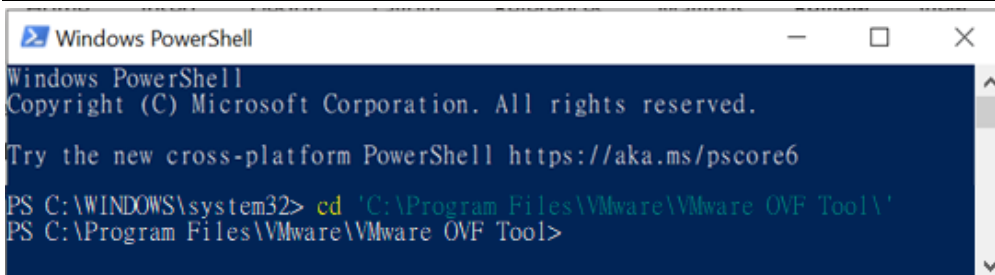 Windows PowerShell
Windows PowerShell
Copyright (C) Microsoft Corporation. All rights reserved.
Try the new cross-platform PowerShell https://aka.ms/pscore6
PS C:\WINDOWS\system32> cd 'C:\Program Files\VMware\VMware OVF Tool\'
PS C:\Program Files\VMware\VMware OVF Tool>